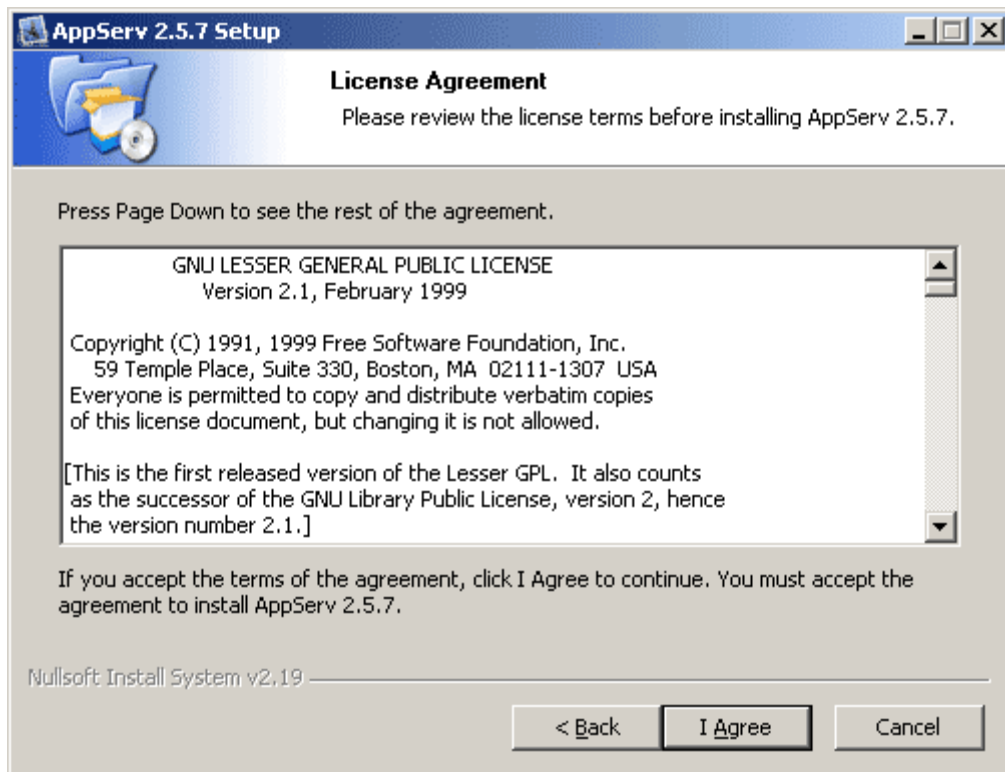 AppServ 2.5.7 Setup
License Agreement
Please review the license terms before installing AppServ 2.5.7.
Press Page Down to see the rest of the agreement.
GNU LESSER GENERAL PUBLIC LICENSE
Version 2.1, February 1999
Copyright (C) 1991, 1999 Free Software Foundation, Inc.
59 Temple Place, Suite 330, Boston, MA  02111-1307  USA
Everyone is permitted to copy and distribute verbatim copies
of this license document, but changing it is not allowed.
[This is the first released version of the Lesser GPL.  It also counts
as the successor of the GNU Library Public License, version 2, hence
the version number 2.1.]
If you accept the terms of the agreement, click I Agree to continue. You must accept the
agreement to install AppServ 2.5.7.
Nullsoft Install System v2.19
< Back I Agree Cancel